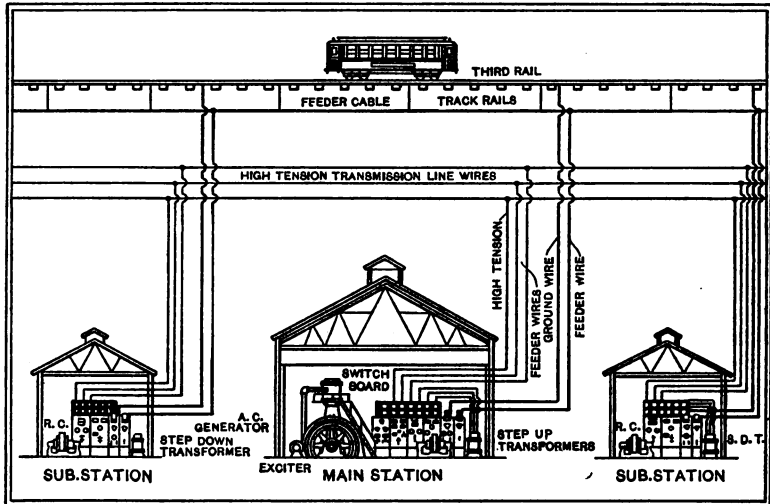 THIRD RAIL
FEEDER CABLE
TRACK RAILS
HIGH TENSION TRANSMISSION LINE WIRES
HIGH TENSION
FEEDER WIRES
GROUND WIRE
FEEDER WIRE
SWITCH
BOARD
R. C.
A. C.
GENERATOR
STEP DOWN
TRANSFORMER
EXCITER
STEP UP
TRANSFORMERS
R. C.
S. D. T.
SUB. STATION
MAIN STATION
SUB. STATION